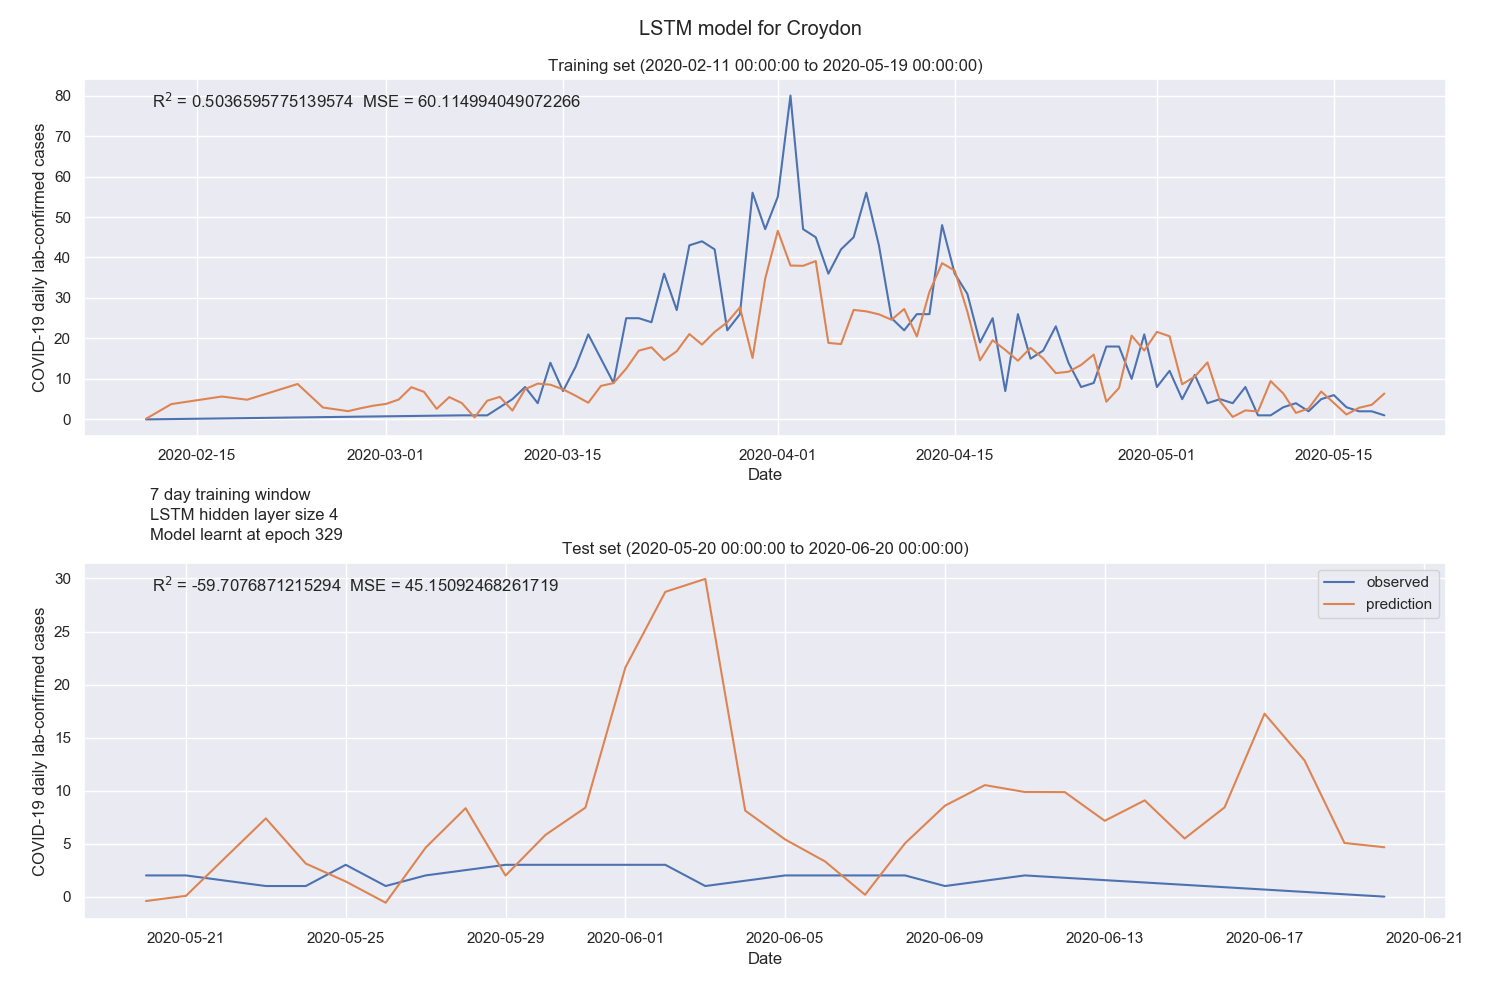 LSTM model for Croydon
Training set (2020-02-11 00:00:00 to 2020-05-19 00:00:00)
R² = 0.5036595775139574 MSE = 60.114994049072266
COVID-19 daily lab-confirmed cases
80
70
60
50
40
30
20
10
0
2020-02-15 2020-03-01 2020-03-15 2020-04-01 2020-04-15 2020-05-01 2020-05-15
Date
7 day training window
LSTM hidden layer size 4
Model learnt at epoch 329
Test set (2020-05-20 00:00:00 to 2020-06-20 00:00:00)
R² = -59.7076871215294 MSE = 45.15092468261719
observed
prediction
COVID-19 daily lab-confirmed cases
30
25
20
15
10
5
0
2020-05-21 2020-05-25 2020-05-29 2020-06-01 2020-06-05 2020-06-09 2020-06-13 2020-06-17 2020-06-21
Date